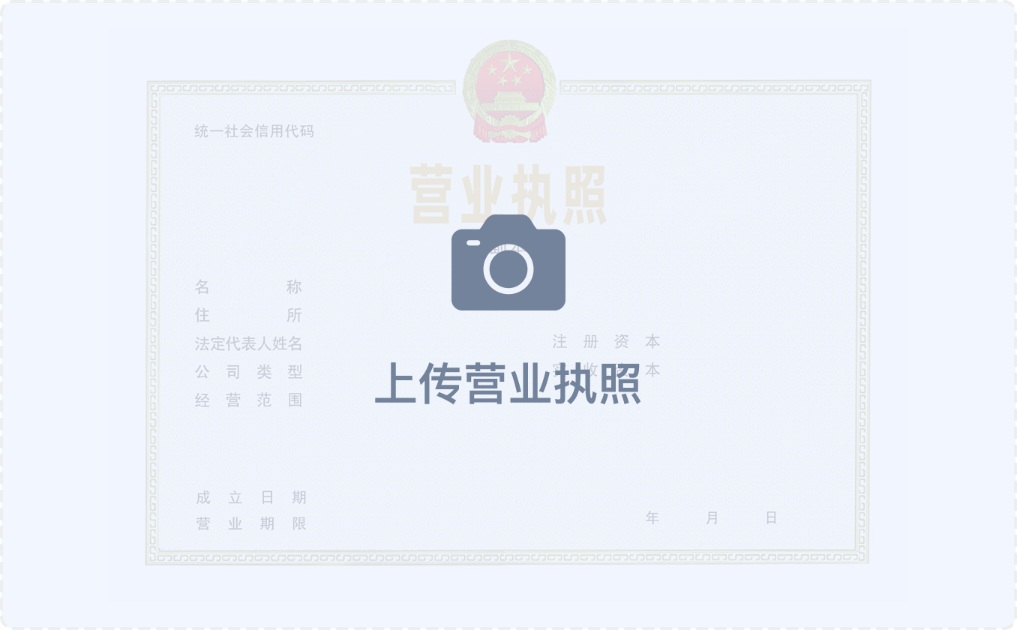 统一社会信用代码
营业执照
名称
住所
法定代表人姓名
公司类型
经营范围
注册资本
收 本
上传营业执照
成立日期
营业期限
年 月 日